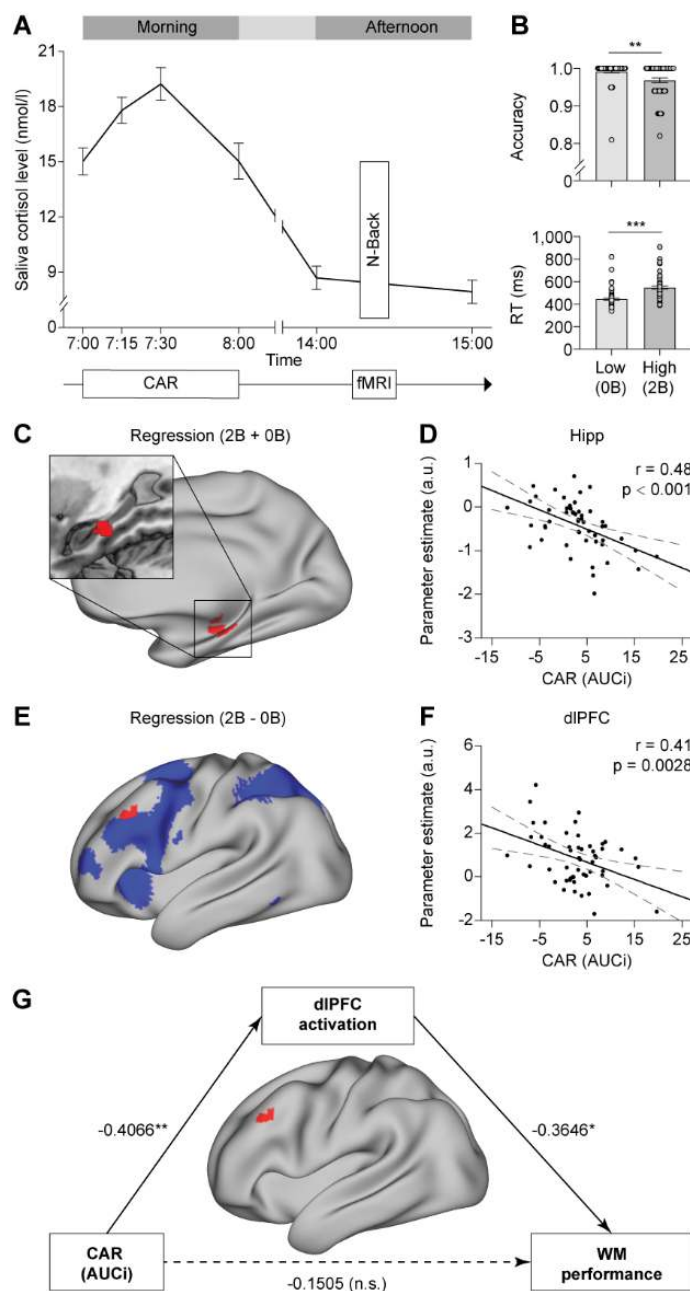 A
Morning
Afternoon
Saliva cortisol level (nmol/l)
21
18
15
12
9
0
N-Back
7:00
7:15
7:30
8:00
14:00
15:00
Time
CAR
fMRI
B
**
Accuracy
1.0
0.9
0.8
0
***
RT (ms)
1,000
800
600
400
200
0
Low
(0B)
High
(2B)
C
Regression (2B + 0B)
D
Hipp
r = 0.48
p < 0.001
Parameter estimate (a.u.)
1
0
-1
-2
-3
-15
-5
5
15
25
CAR (AUCi)
E
Regression (2B - 0B)
F
dlPFC
r = 0.41
p = 0.0028
Parameter estimate (a.u.)
6
4
2
0
-2
-15
-5
5
15
25
CAR (AUCi)
G
dlPFC
activation
-0.4066**
-0.3646*
CAR
(AUCi)
-0.1505 (n.s.)
WM
performance